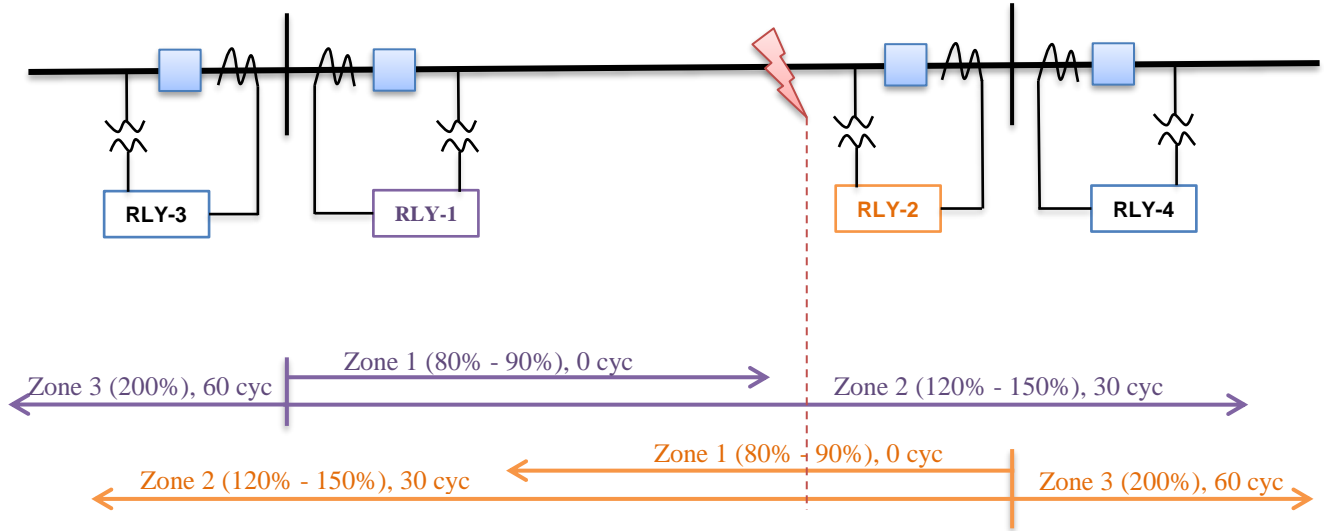 RLY-3
RLY-1
RLY-2
RLY-4
Zone 1 (80% - 90%), 0 cyc
Zone 3 (200%), 60 cyc
Zone 2 (120% - 150%), 30 cyc
Zone 1 (80% - 90%), 0 cyc
Zone 2 (120% - 150%), 30 cyc
Zone 3 (200%), 60 cyc